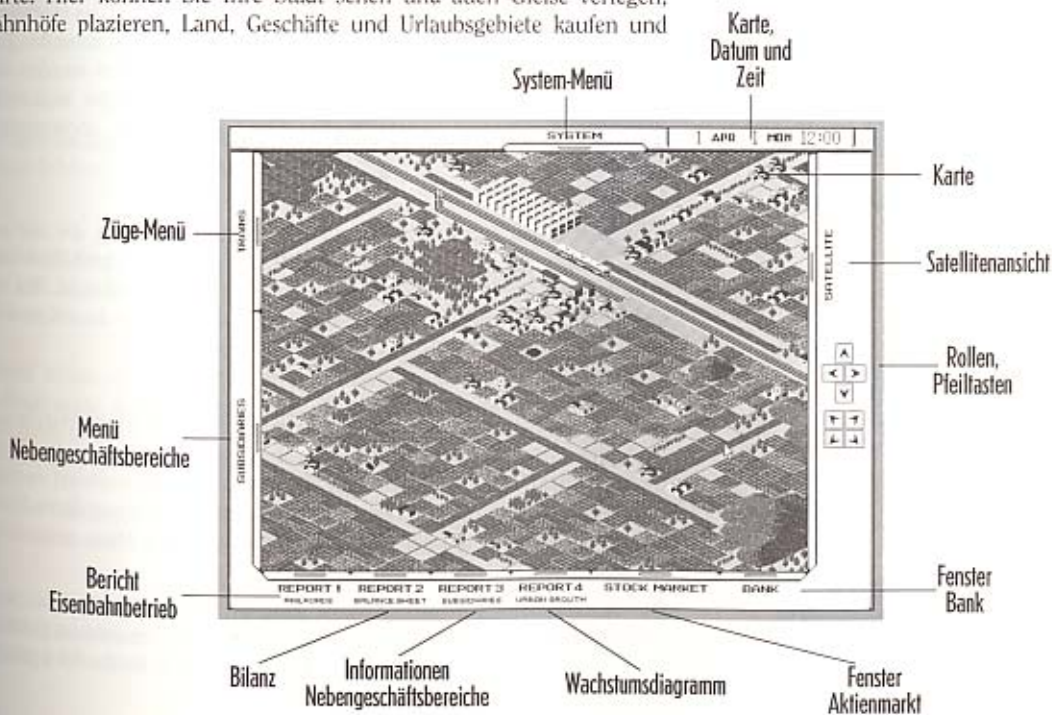 Hier können Sie Ihre Stadt sehen und auch Gleise verlegen,
Bahnhöfe plazieren, Land, Geschäfte und Urlaubsgebiete kaufen und
Karte,
Datum und
Zeit
System-Menü
SYSTEM
1 APR 1 MON 12:00
Karte
Züge-Menü
TRAINS
SATELLITE
Satellitenansicht
Rollen,
Pfeiltasten
Menü
Nebengeschäftsbereiche
SUBSIDIARIES
Bericht
Eisenbahnbetrieb
REPORT 1 REPORT 2 REPORT 3 REPORT 4 STOCK MARKET BANK
RAILROADS BALANCE SHEET SUBSIDIARIES URBAN GROWTH
Fenster
Bank
Bilanz
Informationen
Nebengeschäftsbereiche
Wachstumsdiagramm
Fenster
Aktienmarkt